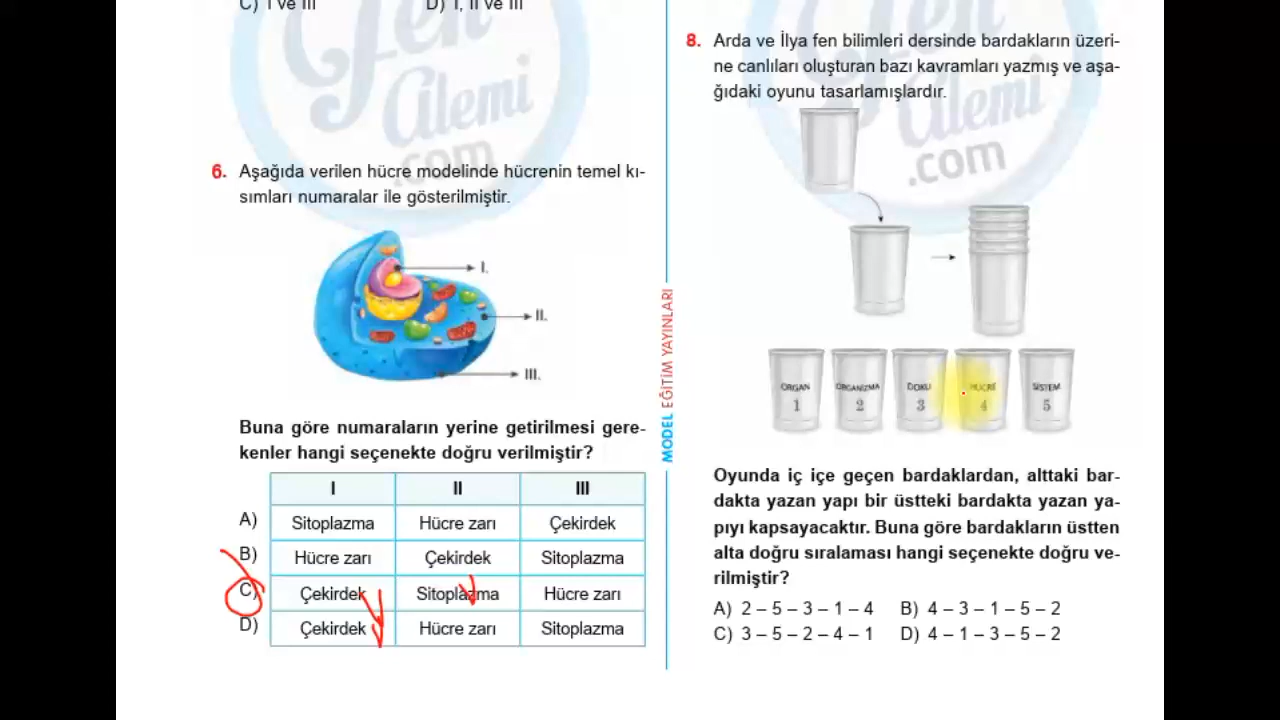 C) I ve III
D) I, II ve III
Fen
Alemi
.com
6. Aşağıda verilen hücre modelinde hücrenin temel kı-
sımları numaralar ile gösterilmiştir.
I.
II.
III.
Buna göre numaraların yerine getirilmesi gere-
kenler hangi seçenekte doğru verilmiştir?
I II III
A) Sitoplazma Hücre zarı Çekirdek
B) Hücre zarı Çekirdek Sitoplazma
C) Çekirdek Sitoplazma Hücre zarı
D) Çekirdek Hücre zarı Sitoplazma
MODEL EĞİTİM YAYINLARI
Alemi
.com
8. Arda ve İlya fen bilimleri dersinde bardakların üzeri-
ne canlıları oluşturan bazı kavramları yazmış ve aşa-
ğıdaki oyunu tasarlamışlardır.
ORGAN
1
ORGANİZMA
2
DOKU
3
HÜCRE
4
SİSTEM
5
Oyunda iç içe geçen bardaklardan, alttaki bar-
dakta yazan yapı bir üstteki bardakta yazan ya-
pıyı kapsayacaktır. Buna göre bardakların üstten
alta doğru sıralaması hangi seçenekte doğru ve-
rilmiştir?
A) 2 – 5 – 3 – 1 – 4 B) 4 – 3 – 1 – 5 – 2
C) 3 – 5 – 2 – 4 – 1 D) 4 – 1 – 3 – 5 – 2